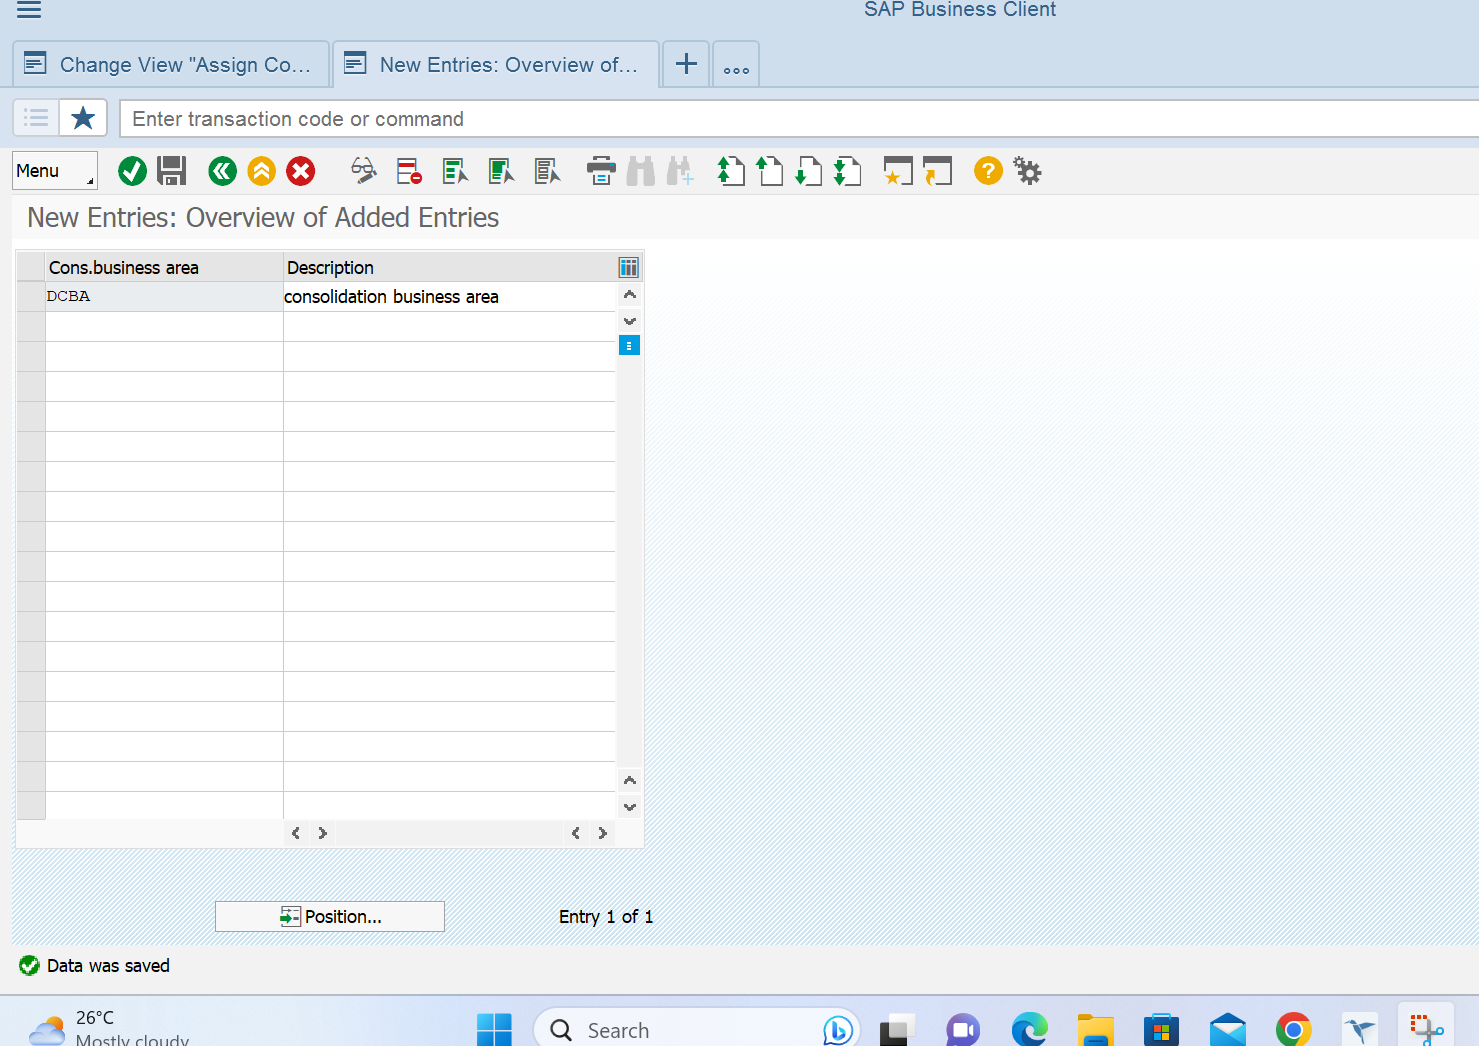 SAP Business Client
Change View "Assign Co...
New Entries: Overview of...
Enter transaction code or command
Menu
New Entries: Overview of Added Entries
Cons.business area Description
DCBA consolidation business area
Position...
Entry 1 of 1
Data was saved
26°C
Mostly cloudy
Search